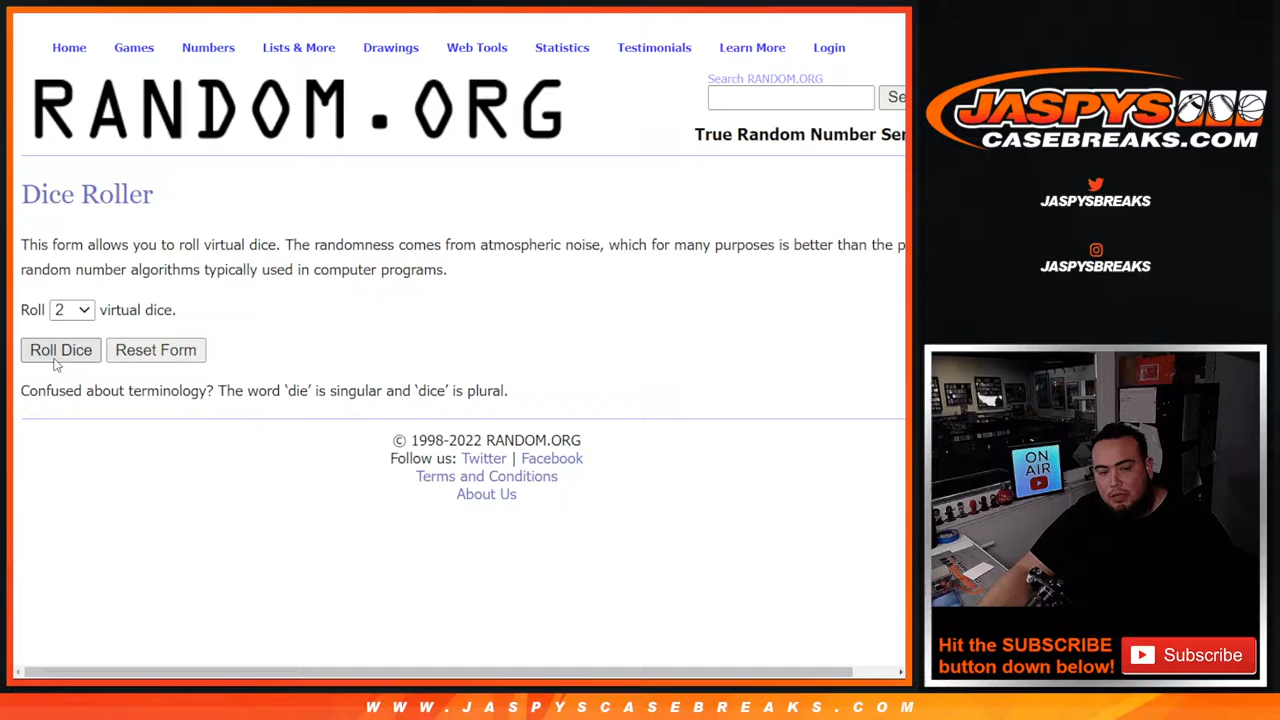 Home Games Numbers Lists & More Drawings Web Tools Statistics Testimonials Learn More Login
RANDOM.ORG
Search RANDOM.ORG
Se
True Random Number Ser
Dice Roller
This form allows you to roll virtual dice. The randomness comes from atmospheric noise, which for many purposes is better than the p
random number algorithms typically used in computer programs.
Roll 2 virtual dice.
Roll Dice Reset Form
Confused about terminology? The word ‘die’ is singular and ‘dice’ is plural.
© 1998-2022 RANDOM.ORG
Follow us: Twitter | Facebook
Terms and Conditions
About Us
JASPYS
CASEBREAKS.COM
JASPYSBREAKS
JASPYSBREAKS
ON
AIR
Hit the SUBSCRIBE
button down below!
Subscribe
WWW.JASPYSCASEBREAKS.COM